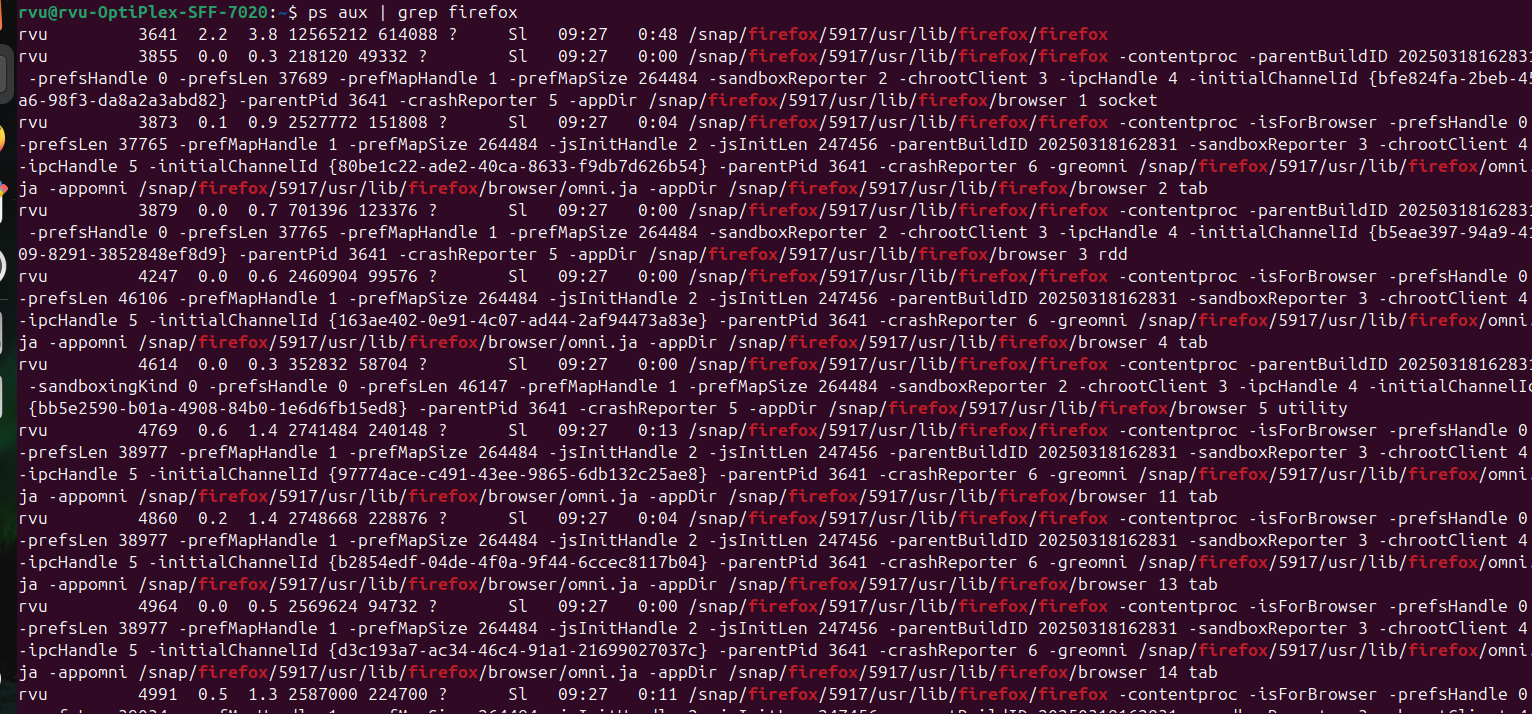 rvu@rvu-OptiPlex-SFF-7020:~$ ps aux | grep firefox
rvu         3641  2.2  3.8 12565212 614088 ?     Sl   09:27   0:48 /snap/firefox/5917/usr/lib/firefox/firefox
rvu         3855  0.0  0.3 218120 49332 ?        Sl   09:27   0:00 /snap/firefox/5917/usr/lib/firefox/firefox -contentproc -parentBuildID 20250318162831
 -prefsHandle 0 -prefsLen 37689 -prefMapHandle 1 -prefMapSize 264484 -sandboxReporter 2 -chrootClient 3 -ipcHandle 4 -initialChannelId {bfe824fa-2beb-45
a6-98f3-da8a2a3abd82} -parentPid 3641 -crashReporter 5 -appDir /snap/firefox/5917/usr/lib/firefox/browser 1 socket
rvu         3873  0.1  0.9 2527772 151808 ?      Sl   09:27   0:04 /snap/firefox/5917/usr/lib/firefox/firefox -contentproc -isForBrowser -prefsHandle 0
-prefsLen 37765 -prefMapHandle 1 -prefMapSize 264484 -jsInitHandle 2 -jsInitLen 247456 -parentBuildID 20250318162831 -sandboxReporter 3 -chrootClient 4
-ipcHandle 5 -initialChannelId {80be1c22-ade2-40ca-8633-f9db7d626b54} -parentPid 3641 -crashReporter 6 -greomni /snap/firefox/5917/usr/lib/firefox/omni.
ja -appomni /snap/firefox/5917/usr/lib/firefox/browser/omni.ja -appDir /snap/firefox/5917/usr/lib/firefox/browser 2 tab
rvu         3879  0.0  0.7 701396 123376 ?       Sl   09:27   0:00 /snap/firefox/5917/usr/lib/firefox/firefox -contentproc -parentBuildID 20250318162831
 -prefsHandle 0 -prefsLen 37765 -prefMapHandle 1 -prefMapSize 264484 -sandboxReporter 2 -chrootClient 3 -ipcHandle 4 -initialChannelId {b5eae397-94a9-41
09-8291-3852848ef8d9} -parentPid 3641 -crashReporter 5 -appDir /snap/firefox/5917/usr/lib/firefox/browser 3 rdd
rvu         4247  0.0  0.6 2460904 99576 ?       Sl   09:27   0:00 /snap/firefox/5917/usr/lib/firefox/firefox -contentproc -isForBrowser -prefsHandle 0
-prefsLen 46106 -prefMapHandle 1 -prefMapSize 264484 -jsInitHandle 2 -jsInitLen 247456 -parentBuildID 20250318162831 -sandboxReporter 3 -chrootClient 4
-ipcHandle 5 -initialChannelId {163ae402-0e91-4c07-ad44-2af94473a83e} -parentPid 3641 -crashReporter 6 -greomni /snap/firefox/5917/usr/lib/firefox/omni.
ja -appomni /snap/firefox/5917/usr/lib/firefox/browser/omni.ja -appDir /snap/firefox/5917/usr/lib/firefox/browser 4 tab
rvu         4614  0.0  0.3 352832 58704 ?        Sl   09:27   0:00 /snap/firefox/5917/usr/lib/firefox/firefox -contentproc -parentBuildID 20250318162831
 -sandboxingKind 0 -prefsHandle 0 -prefsLen 46147 -prefMapHandle 1 -prefMapSize 264484 -sandboxReporter 2 -chrootClient 3 -ipcHandle 4 -initialChannelId
 {bb5e2590-b01a-4908-84b0-1e6d6fb15ed8} -parentPid 3641 -crashReporter 5 -appDir /snap/firefox/5917/usr/lib/firefox/browser 5 utility
rvu         4769  0.6  1.4 2741484 240148 ?      Sl   09:27   0:13 /snap/firefox/5917/usr/lib/firefox/firefox -contentproc -isForBrowser -prefsHandle 0
-prefsLen 38977 -prefMapHandle 1 -prefMapSize 264484 -jsInitHandle 2 -jsInitLen 247456 -parentBuildID 20250318162831 -sandboxReporter 3 -chrootClient 4
-ipcHandle 5 -initialChannelId {97774ace-c491-43ee-9865-6db132c25ae8} -parentPid 3641 -crashReporter 6 -greomni /snap/firefox/5917/usr/lib/firefox/omni.
ja -appomni /snap/firefox/5917/usr/lib/firefox/browser/omni.ja -appDir /snap/firefox/5917/usr/lib/firefox/browser 11 tab
rvu         4860  0.2  1.4 2748668 228876 ?      Sl   09:27   0:04 /snap/firefox/5917/usr/lib/firefox/firefox -contentproc -isForBrowser -prefsHandle 0
-prefsLen 38977 -prefMapHandle 1 -prefMapSize 264484 -jsInitHandle 2 -jsInitLen 247456 -parentBuildID 20250318162831 -sandboxReporter 3 -chrootClient 4
-ipcHandle 5 -initialChannelId {b2854edf-04de-4f0a-9f44-6ccec8117b04} -parentPid 3641 -crashReporter 6 -greomni /snap/firefox/5917/usr/lib/firefox/omni.
ja -appomni /snap/firefox/5917/usr/lib/firefox/browser/omni.ja -appDir /snap/firefox/5917/usr/lib/firefox/browser 13 tab
rvu         4964  0.0  0.5 2569624 94732 ?       Sl   09:27   0:00 /snap/firefox/5917/usr/lib/firefox/firefox -contentproc -isForBrowser -prefsHandle 0
-prefsLen 38977 -prefMapHandle 1 -prefMapSize 264484 -jsInitHandle 2 -jsInitLen 247456 -parentBuildID 20250318162831 -sandboxReporter 3 -chrootClient 4
-ipcHandle 5 -initialChannelId {d3c193a7-ac34-46c4-91a1-21699027037c} -parentPid 3641 -crashReporter 6 -greomni /snap/firefox/5917/usr/lib/firefox/omni.
ja -appomni /snap/firefox/5917/usr/lib/firefox/browser/omni.ja -appDir /snap/firefox/5917/usr/lib/firefox/browser 14 tab
rvu         4991  0.5  1.3 2587000 224700 ?      Sl   09:27   0:11 /snap/firefox/5917/usr/lib/firefox/firefox -contentproc -isForBrowser -prefsHandle 0